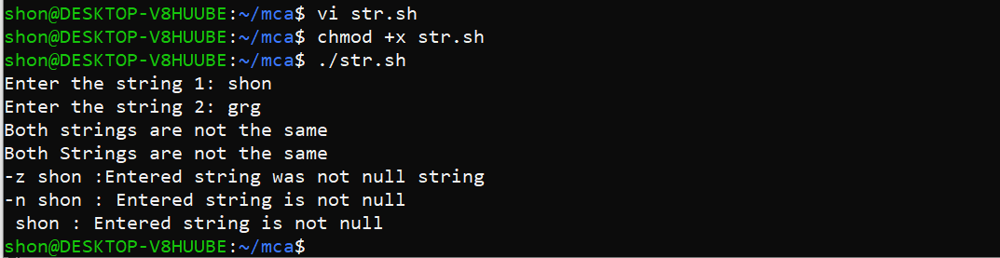 shon@DESKTOP-V8HUUBE:~/mca$ vi str.sh
shon@DESKTOP-V8HUUBE:~/mca$ chmod +x str.sh
shon@DESKTOP-V8HUUBE:~/mca$ ./str.sh
Enter the string 1: shon
Enter the string 2: grg
Both strings are not the same
Both Strings are not the same
-z shon :Entered string was not null string
-n shon : Entered string is not null
 shon : Entered string is not null
shon@DESKTOP-V8HUUBE:~/mca$